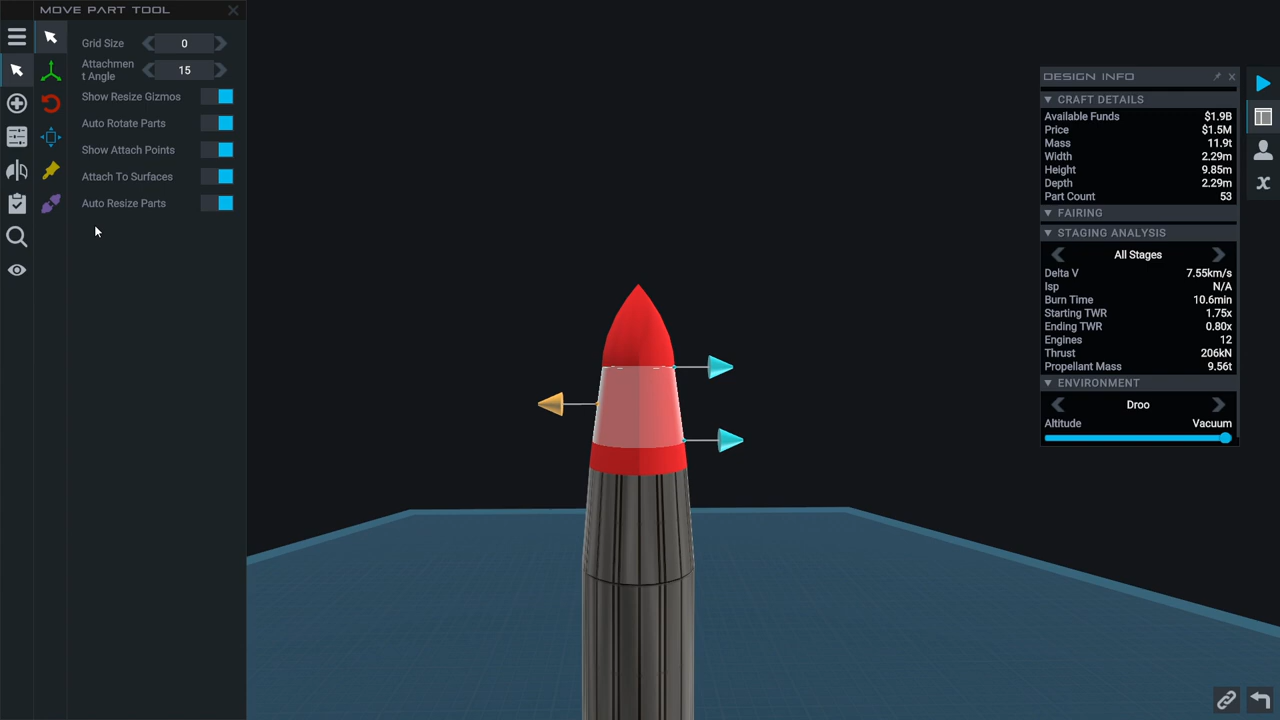 MOVE PART TOOL
Grid Size 0
Attachmen
t Angle 15
Show Resize Gizmos
Auto Rotate Parts
Show Attach Points
Attach To Surfaces
Auto Resize Parts
DESIGN INFO
CRAFT DETAILS
Available Funds $1.9B
Price $1.5M
Mass 11.9t
Width 2.29m
Height 9.85m
Depth 2.29m
Part Count 53
FAIRING
STAGING ANALYSIS
All Stages
Delta V 7.55km/s
Isp N/A
Burn Time 10.6min
Starting TWR 1.75x
Ending TWR 0.80x
Engines 12
Thrust 206kN
Propellant Mass 9.56t
ENVIRONMENT
Droo
Altitude Vacuum